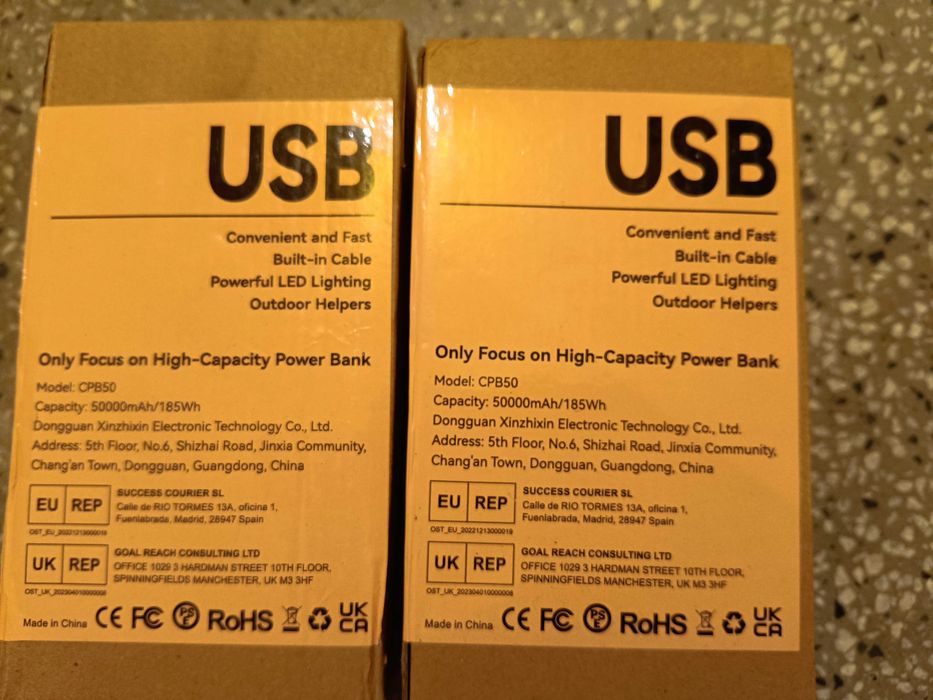 USB
Convenient and Fast
Built-in Cable
Powerful LED Lighting
Outdoor Helpers
Only Focus on High-Capacity Power Bank
Model: CPB50
Capacity: 50000mAh/185Wh
Dongguan Xinzhixin Electronic Technology Co., Ltd.
Address: 5th Floor, No.6, Shizhai Road, Jinxia Community,
Chang'an Town, Dongguan, Guangdong, China
EU REP
SUCCESS COURIER SL
Calle de RIO TORMES 13A, oficina 1,
Fuenlabrada, Madrid, 28947 Spain
OST_EU_20221213000019
UK REP
GOAL REACH CONSULTING LTD
OFFICE 1029 3 HARDMAN STREET 10TH FLOOR,
SPINNINGFIELDS MANCHESTER, UK M3 3HF
OST_UK_202304010000008
Made in China CE FC PSE RoHS UK CA
USB
Convenient and Fast
Built-in Cable
Powerful LED Lighting
Outdoor Helpers
Only Focus on High-Capacity Power Bank
Model: CPB50
Capacity: 50000mAh/185Wh
Dongguan Xinzhixin Electronic Technology Co., Ltd.
Address: 5th Floor, No.6, Shizhai Road, Jinxia Community,
Chang'an Town, Dongguan, Guangdong, China
EU REP
SUCCESS COURIER SL
Calle de RIO TORMES 13A, oficina 1,
Fuenlabrada, Madrid, 28947 Spain
OST_EU_20221213000019
UK REP
GOAL REACH CONSULTING LTD
OFFICE 1029 3 HARDMAN STREET 10TH FLOOR,
SPINNINGFIELDS MANCHESTER, UK M3 3HF
OST_UK_202304010000008
Made in China CE FC PSE RoHS UK CA